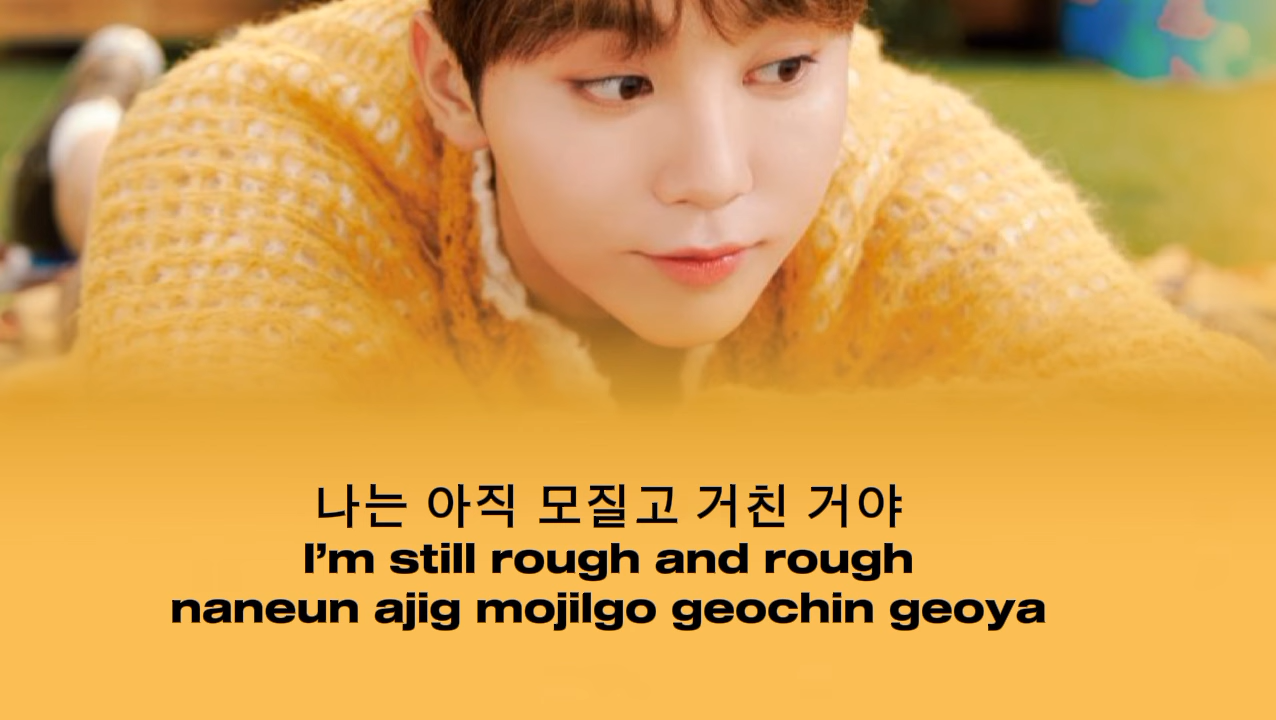 나는 아직 모질고 거친 거야
I'm still rough and rough
naneun ajig mojilgo geochin geoya